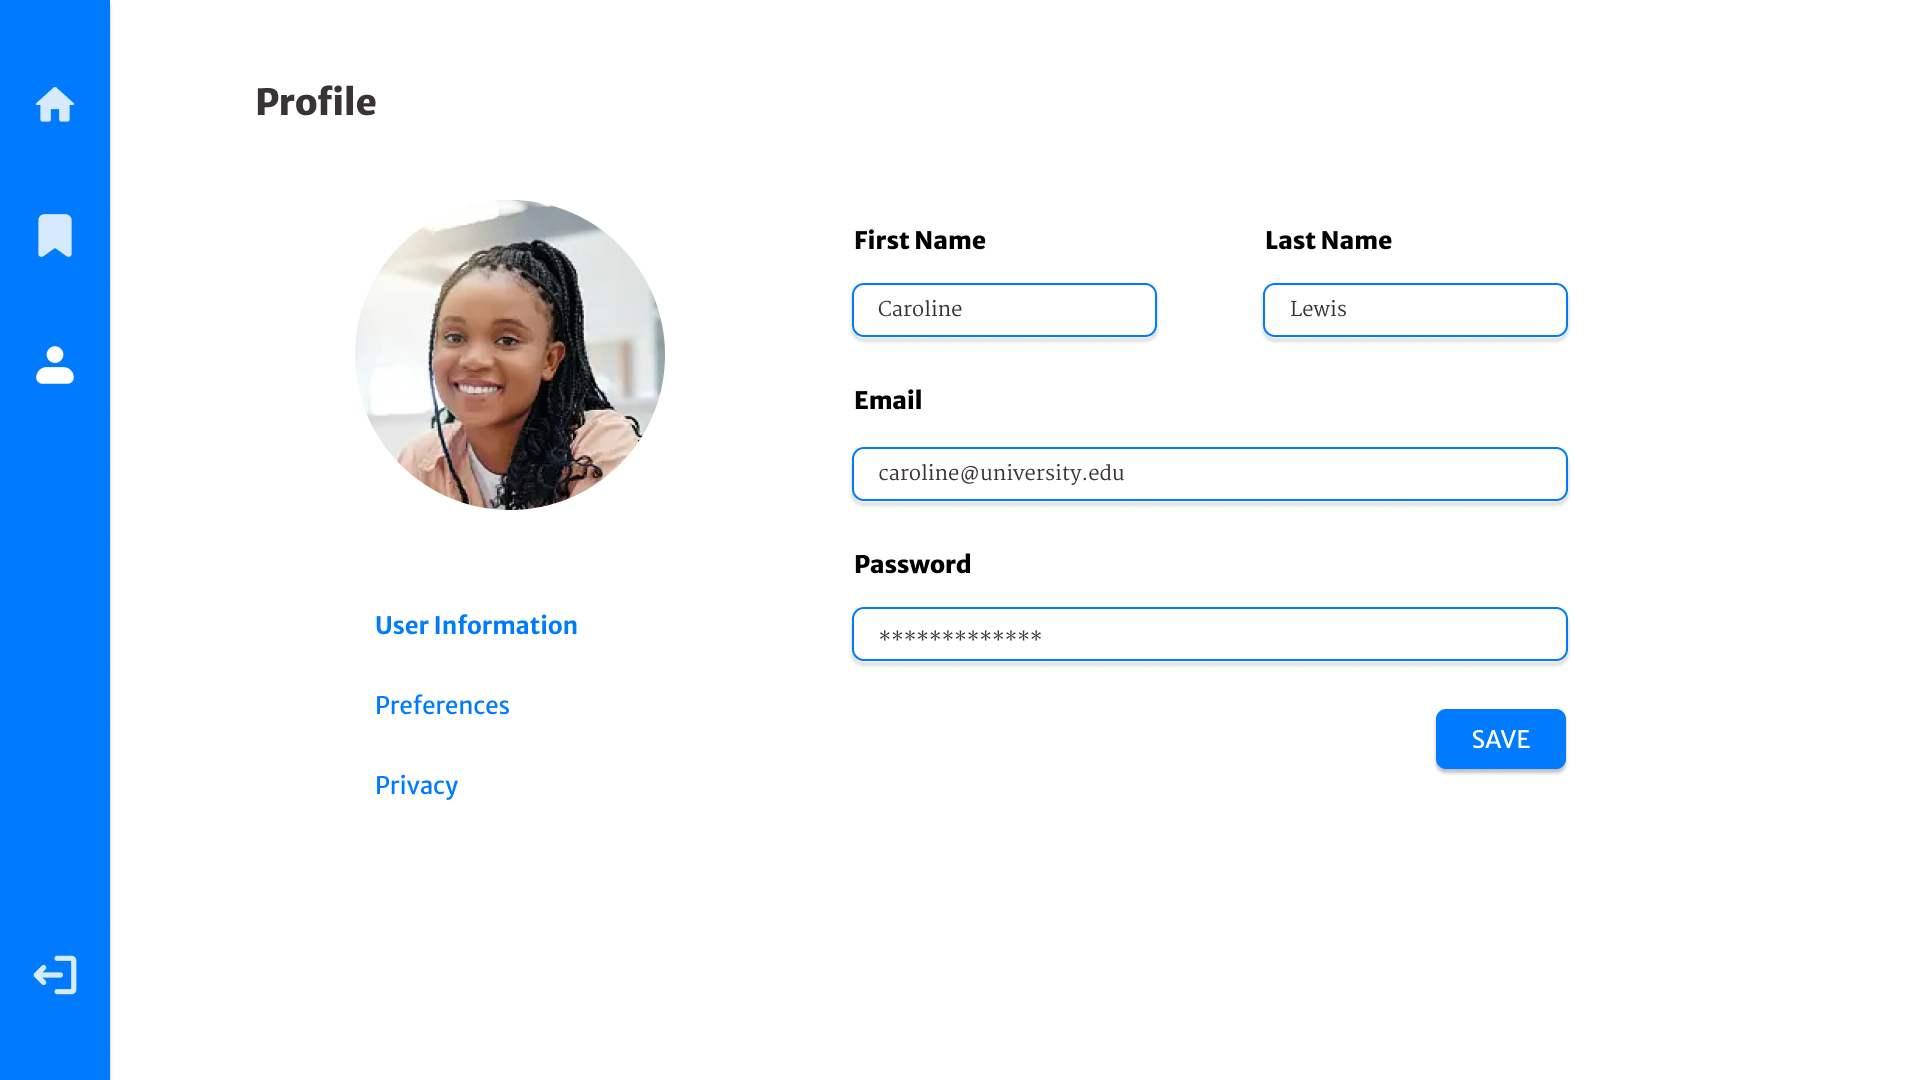 Profile
First Name
Last Name
Caroline
Lewis
Email
caroline@university.edu
Password
*************
SAVE
User Information
Preferences
Privacy